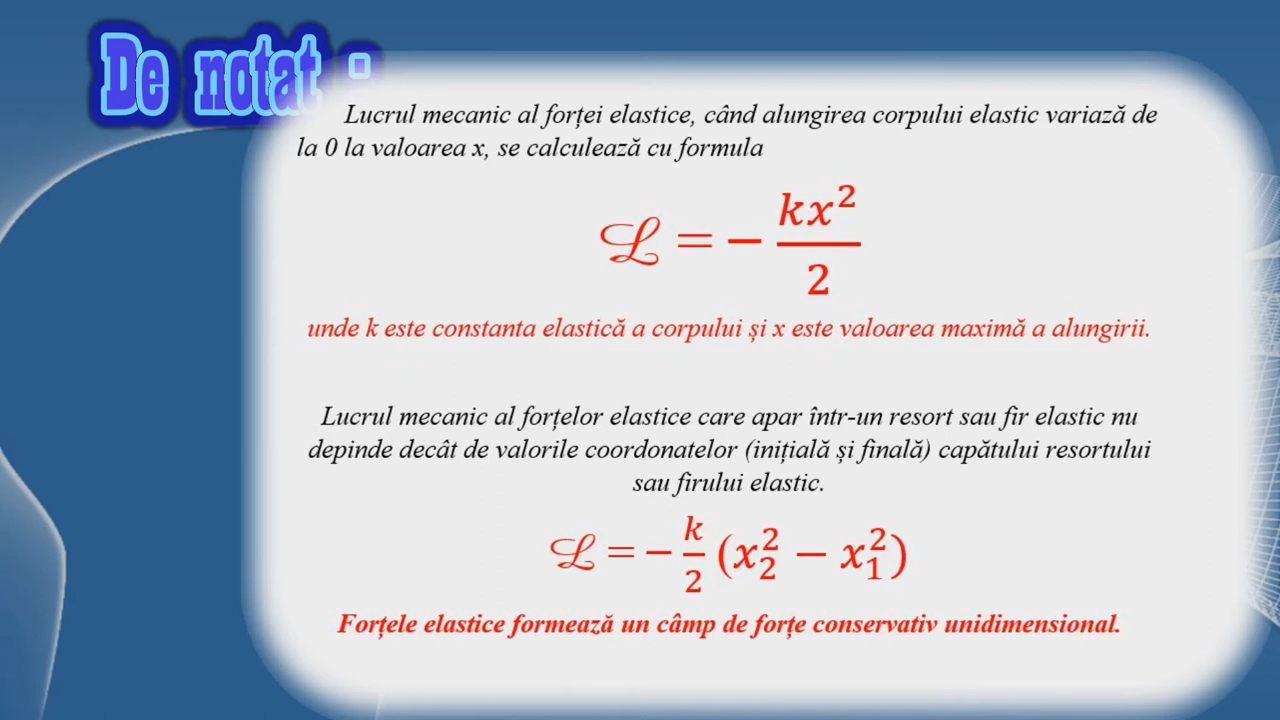 De notat :
Lucrul mecanic al forței elastice, când alungirea corpului elastic variază de
la 0 la valoarea x, se calculează cu formula
ℒ = − kx²/2
unde k este constanta elastică a corpului și x este valoarea maximă a alungirii.
Lucrul mecanic al forțelor elastice care apar într-un resort sau fir elastic nu
depinde decât de valorile coordonatelor (inițială și finală) capătului resortului
sau firului elastic.
ℒ = − k/2 (x₂² − x₁²)
Forțele elastice formează un câmp de forțe conservativ unidimensional.